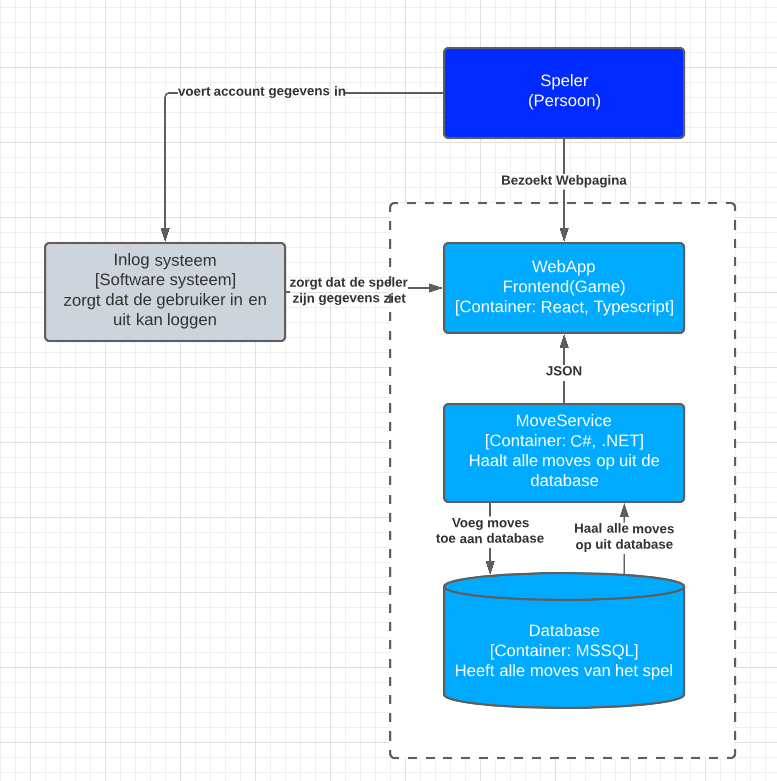 Speler
(Persoon)
voert account gegevens in
Bezoekt Webpagina
Inlog systeem
[Software systeem]
zorgt dat de gebruiker in en
uit kan loggen
zorgt dat de speler
zijn gegevens ziet
WebApp
Frontend(Game)
[Container: React, Typescript]
JSON
MoveService
[Container: C#, .NET]
Haalt alle moves op uit de
database
Voeg moves
toe aan database
Haal alle moves
op uit database
Database
[Container: MSSQL]
Heeft alle moves van het spel